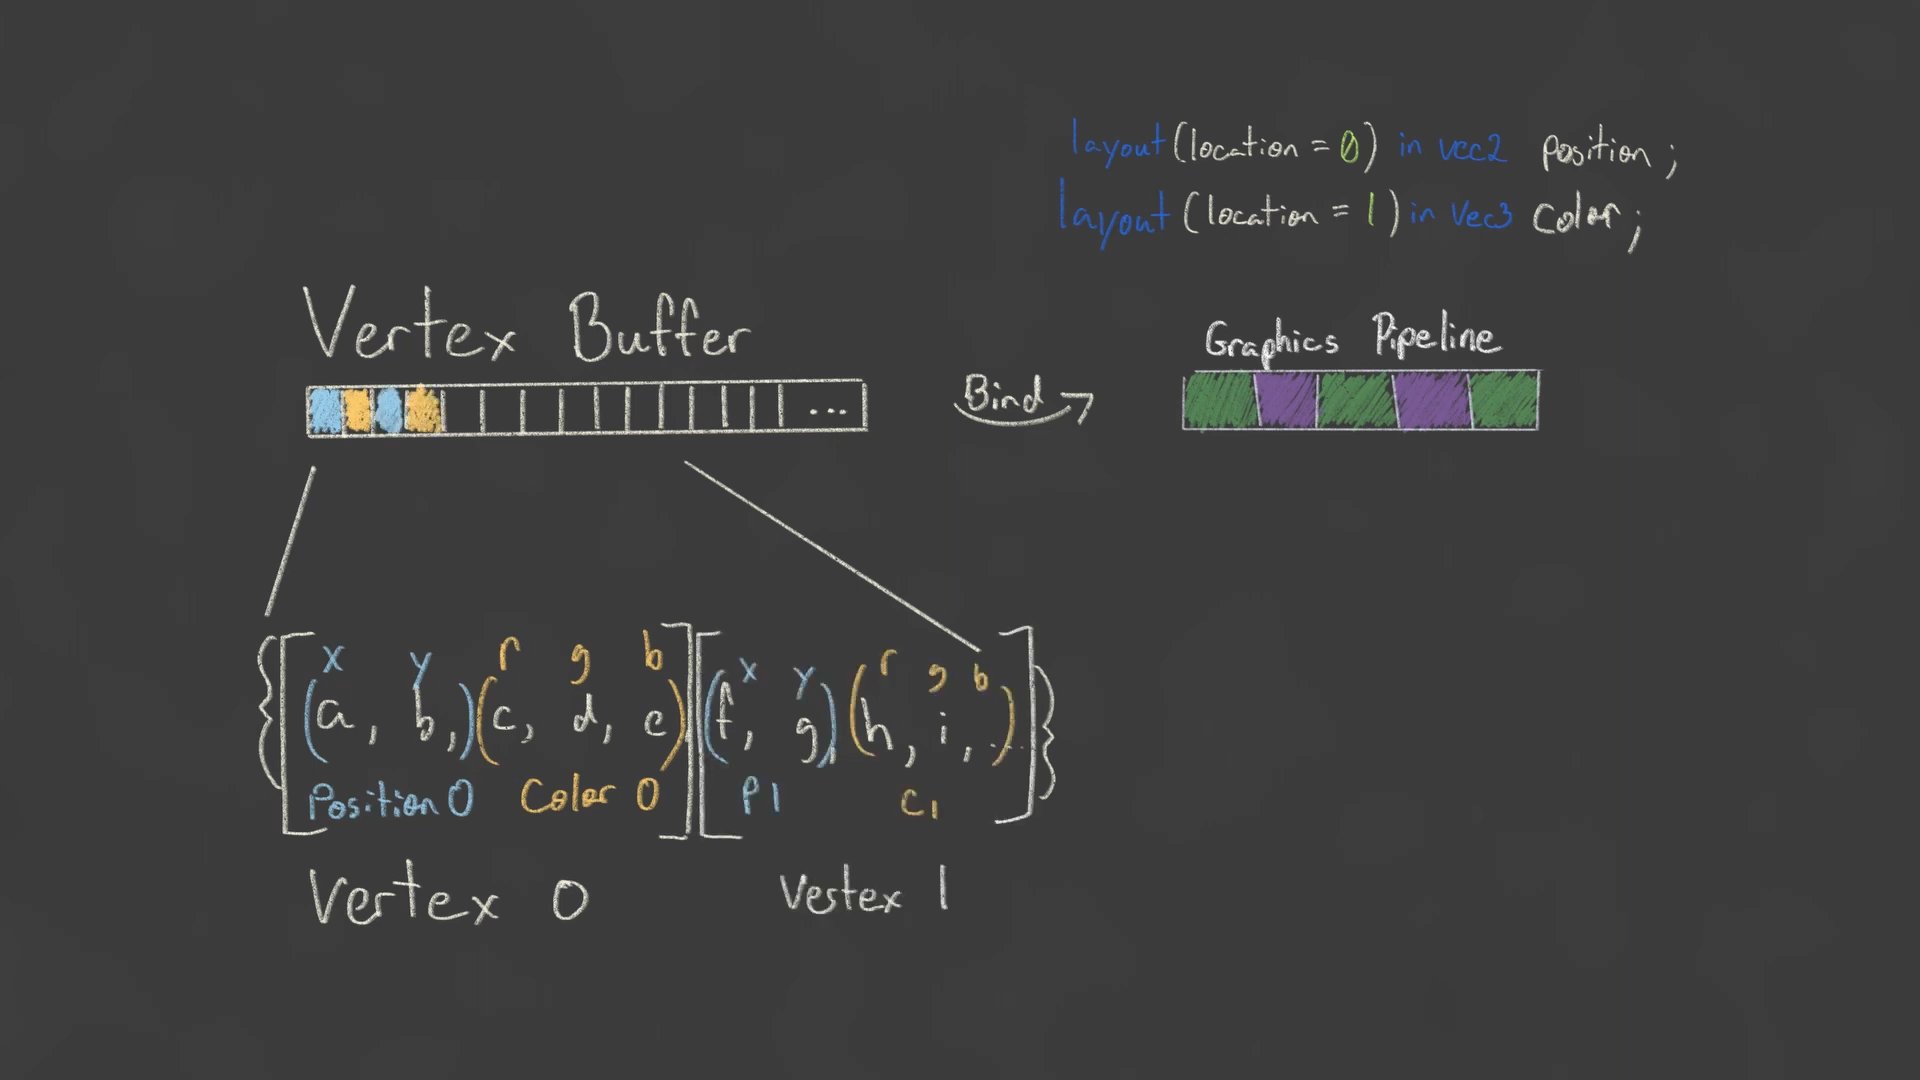 layout (location = 0) in vec2 position;
layout (location = 1) in vec3 color;
Vertex Buffer
Graphics Pipeline
...
Bind
x y r g b x y r g b
{[(a, b,)(c, d, e)][(f, g,)(h, i, ...)]}
Position 0 Color 0 P1 C1
Vertex 0 Vertex 1